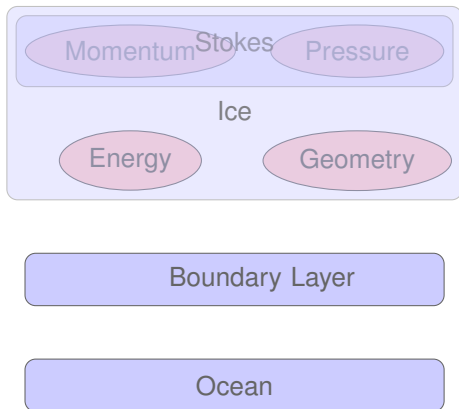 Momentum Stokes Pressure
Ice
Energy Geometry
Boundary Layer
Ocean